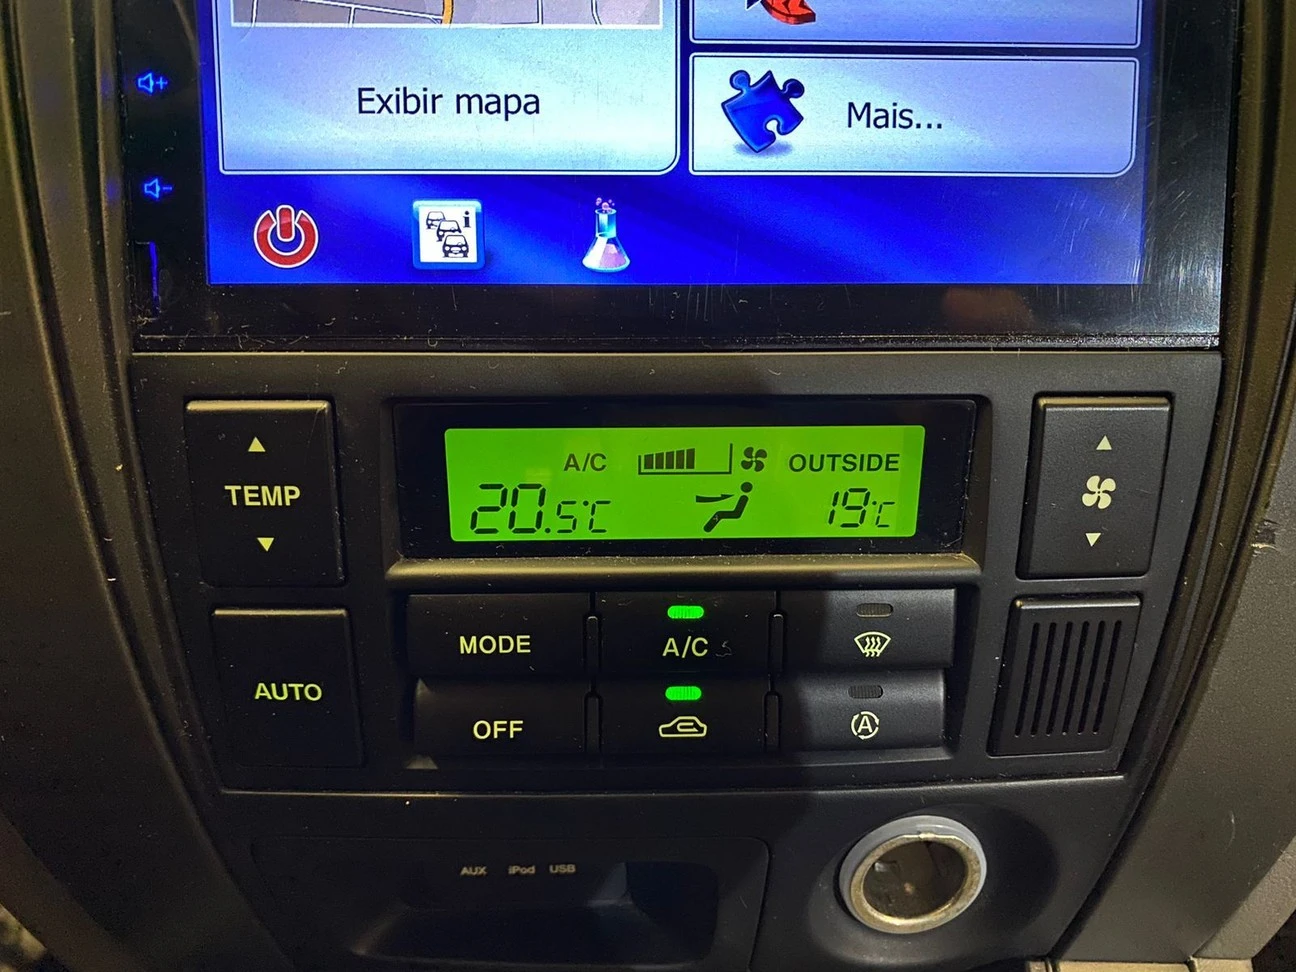 Exibir mapa
Mais...
i
TEMP
A/C
OUTSIDE
20.5°C
19°C
MODE
A/C
AUTO
OFF
A
AUX iPod USB